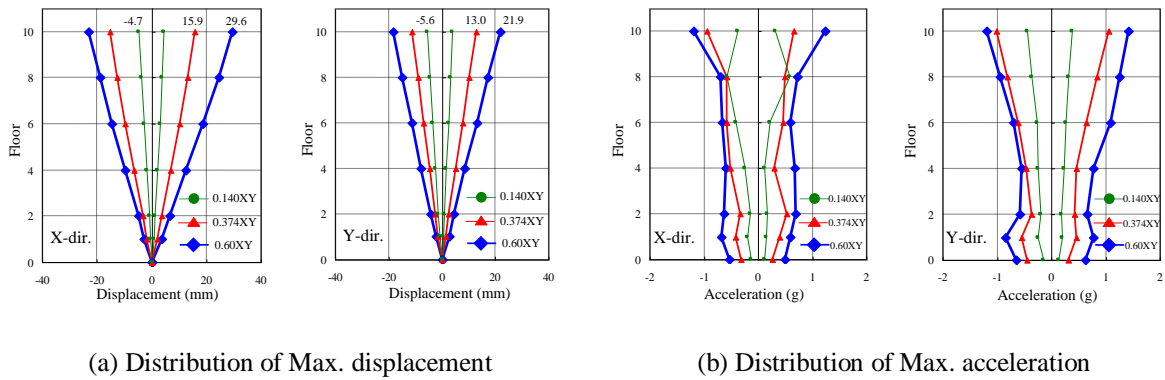 -4.7 15.9 29.6
10
8
6
4
2
0
Floor
0.140XY
0.374XY
0.60XY
X-dir.
-40 -20 0 20 40
Displacement (mm)
-5.6 13.0 21.9
10
8
6
4
2
0
Floor
0.140XY
0.374XY
0.60XY
Y-dir.
-40 -20 0 20 40
Displacement (mm)
10
8
6
4
2
0
Floor
0.140XY
0.374XY
0.60XY
X-dir.
-2 -1 0 1 2
Acceleration (g)
10
8
6
4
2
0
Floor
0.140XY
0.374XY
0.60XY
Y-dir.
-2 -1 0 1 2
Acceleration (g)
(a) Distribution of Max. displacement
(b) Distribution of Max. acceleration